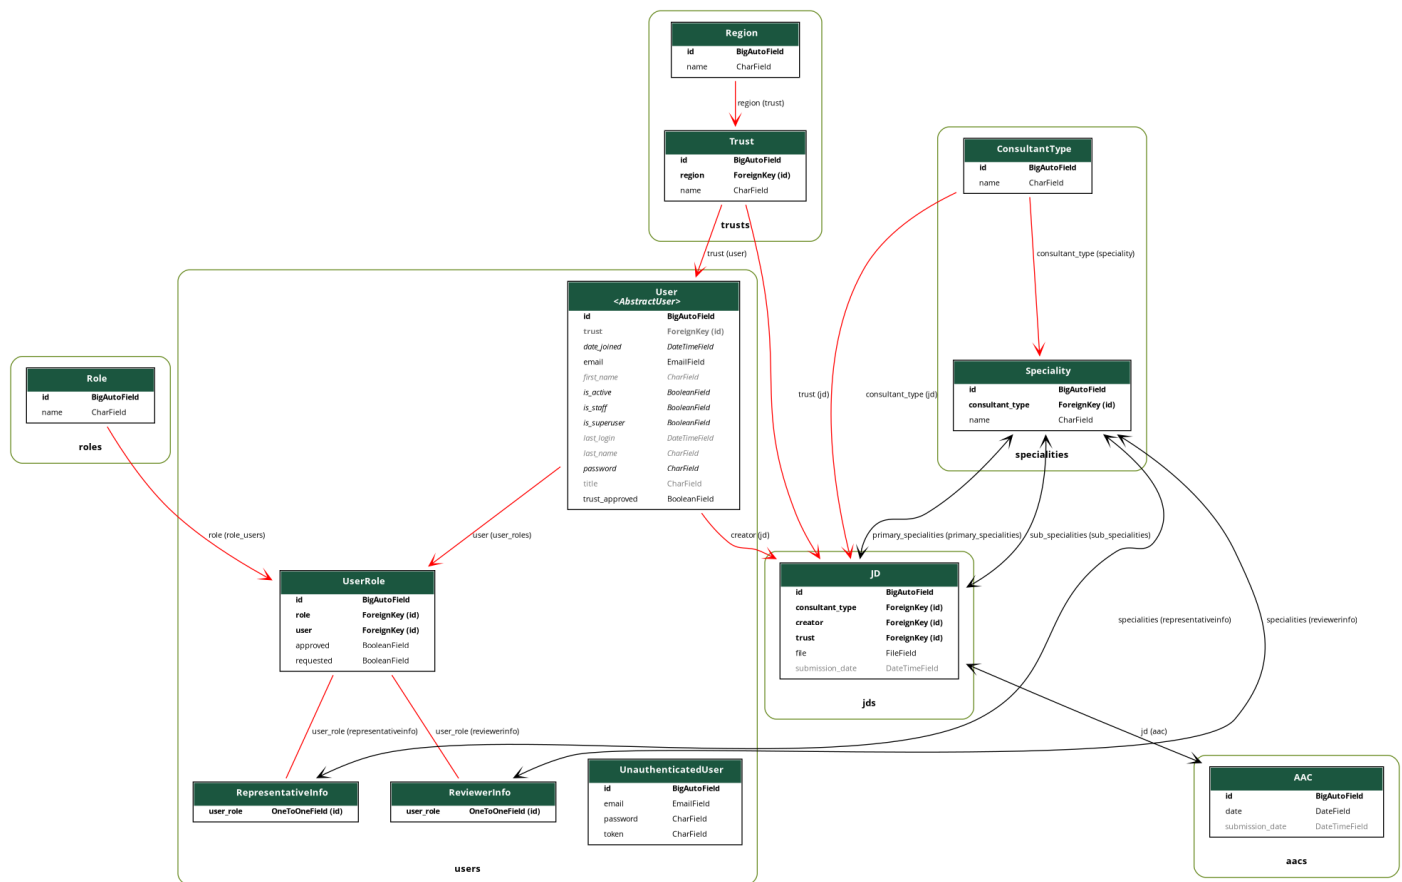 Region
id BigAutoField
name CharField
region (trust)
Trust
id BigAutoField
region ForeignKey (id)
name CharField
trusts
ConsultantType
id BigAutoField
name CharField
consultant_type (speciality)
trust (user)
User
<AbstractUser>
id BigAutoField
trust ForeignKey (id)
date_joined DateTimeField
email EmailField
first_name CharField
is_active BooleanField
is_staff BooleanField
is_superuser BooleanField
last_login DateTimeField
last_name CharField
password CharField
title CharField
trust_approved BooleanField
Role
id BigAutoField
name CharField
roles
trust (jd)
consultant_type (jd)
Speciality
id BigAutoField
consultant_type ForeignKey (id)
name CharField
specialities
role (role_users)
user (user_roles)
creator (jd)
primary_specialities (primary_specialities)
sub_specialities (sub_specialities)
UserRole
id BigAutoField
role ForeignKey (id)
user ForeignKey (id)
approved BooleanField
requested BooleanField
JD
id BigAutoField
consultant_type ForeignKey (id)
creator ForeignKey (id)
trust ForeignKey (id)
file FileField
submission_date DateTimeField
jds
specialities (representativeinfo)
specialities (reviewerinfo)
user_role (representativeinfo)
user_role (reviewerinfo)
jd (aac)
RepresentativeInfo
user_role OneToOneField (id)
ReviewerInfo
user_role OneToOneField (id)
UnauthenticatedUser
id BigAutoField
email EmailField
password CharField
token CharField
users
AAC
id BigAutoField
date DateField
submission_date DateTimeField
aacs